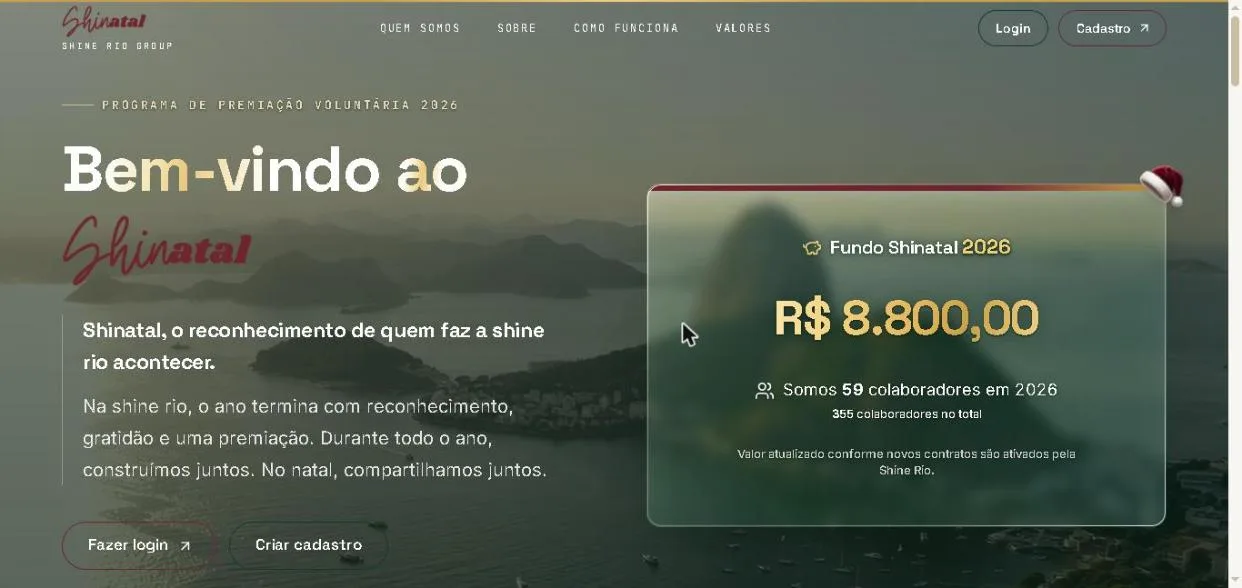 Shinatal
SHINE RIO GROUP
QUEM SOMOS
SOBRE
COMO FUNCIONA
VALORES
Login
Cadastro
PROGRAMA DE PREMIAÇÃO VOLUNTÁRIA 2026
Bem-vindo ao
Shinatal
Shinatal, o reconhecimento de quem faz a shine
rio acontecer.
Na shine rio, o ano termina com reconhecimento,
gratidão e uma premiação. Durante todo o ano,
construímos juntos. No natal, compartilhamos juntos.
Fazer login
Criar cadastro
Fundo Shinatal 2026
R$ 8.800,00
Somos 59 colaboradores em 2026
355 colaboradores no total
Valor atualizado conforme novos contratos são ativados pela
Shine Rio.